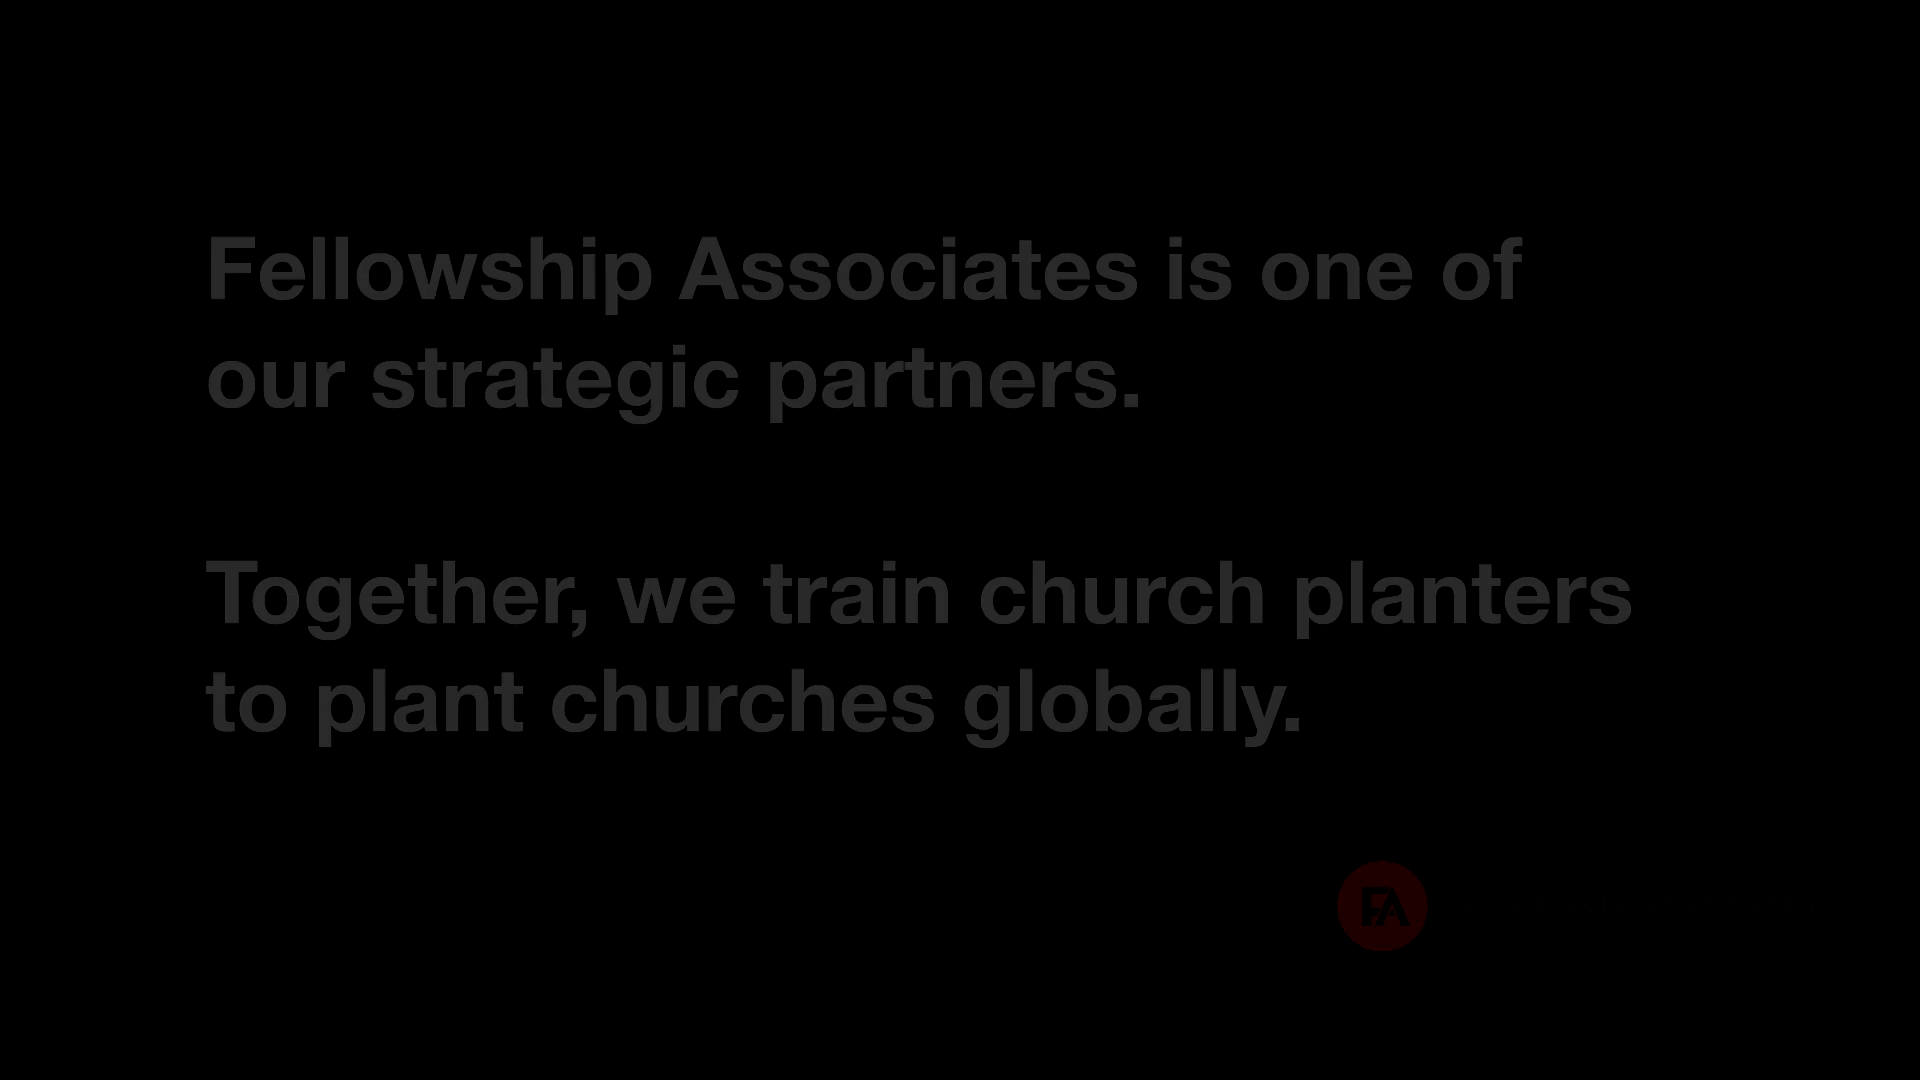 Fellowship Associates is one of
our strategic partners.
Together, we train church planters
to plant churches globally.
FA